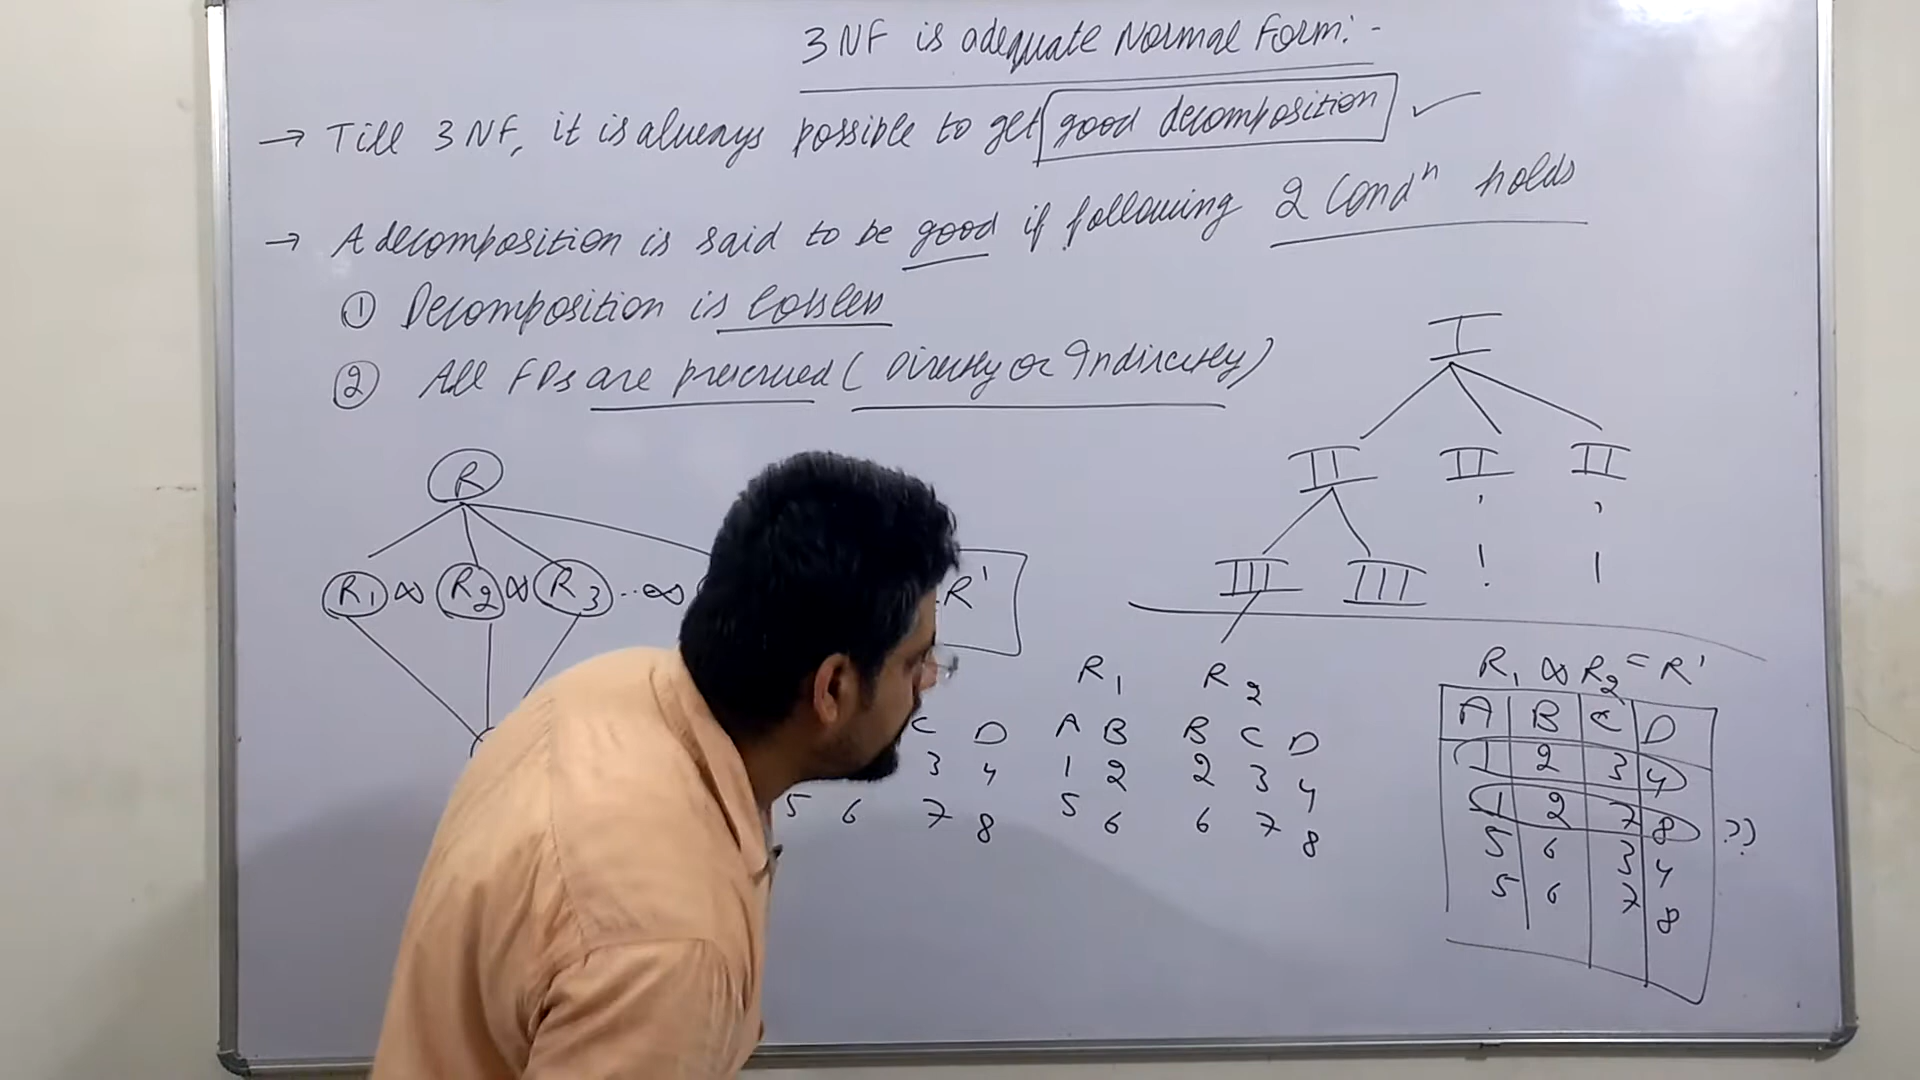 3 NF is adequate Normal Form: -
→ Till 3 NF, it is always possible to get good decomposition ✓
→ A decomposition is said to be good if following 2 Condⁿ holds
① Decomposition is lossless
② All FDs are preserved ( Directly or Indirectly)
I
II II II
III III
R
R1 ∞ R2 ∞ R3 ..∞ R'
R1 R2
C D A B B C D
3 4 1 2 2 3 4
5 6 7 8 5 6 6 7 8
R1 ∞ R2 = R'
A B C D
1 2 3 4
1 2 7 8 ??
5 6 3 4
5 6 7 8